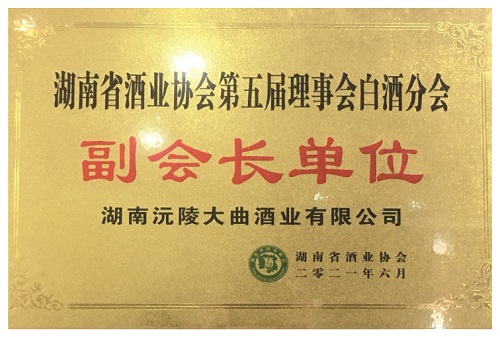 湖南省酒业协会第五届理事会白酒分会
副会长单位
湖南沅陵大曲酒业有限公司
湖南省酒业协会
二零二一年六月